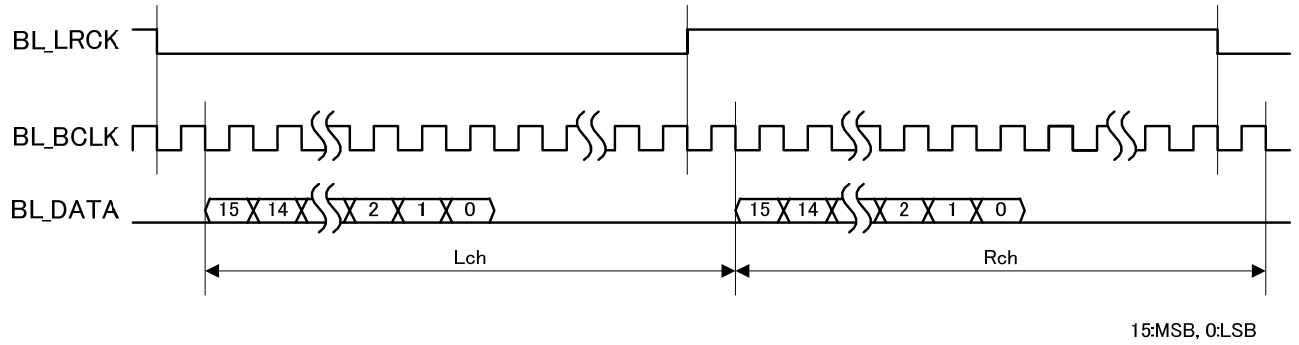 BL_LRCK
BL_BCLK
BL_DATA 15 14 2 1 0 15 14 2 1 0
Lch Rch
15:MSB, 0:LSB